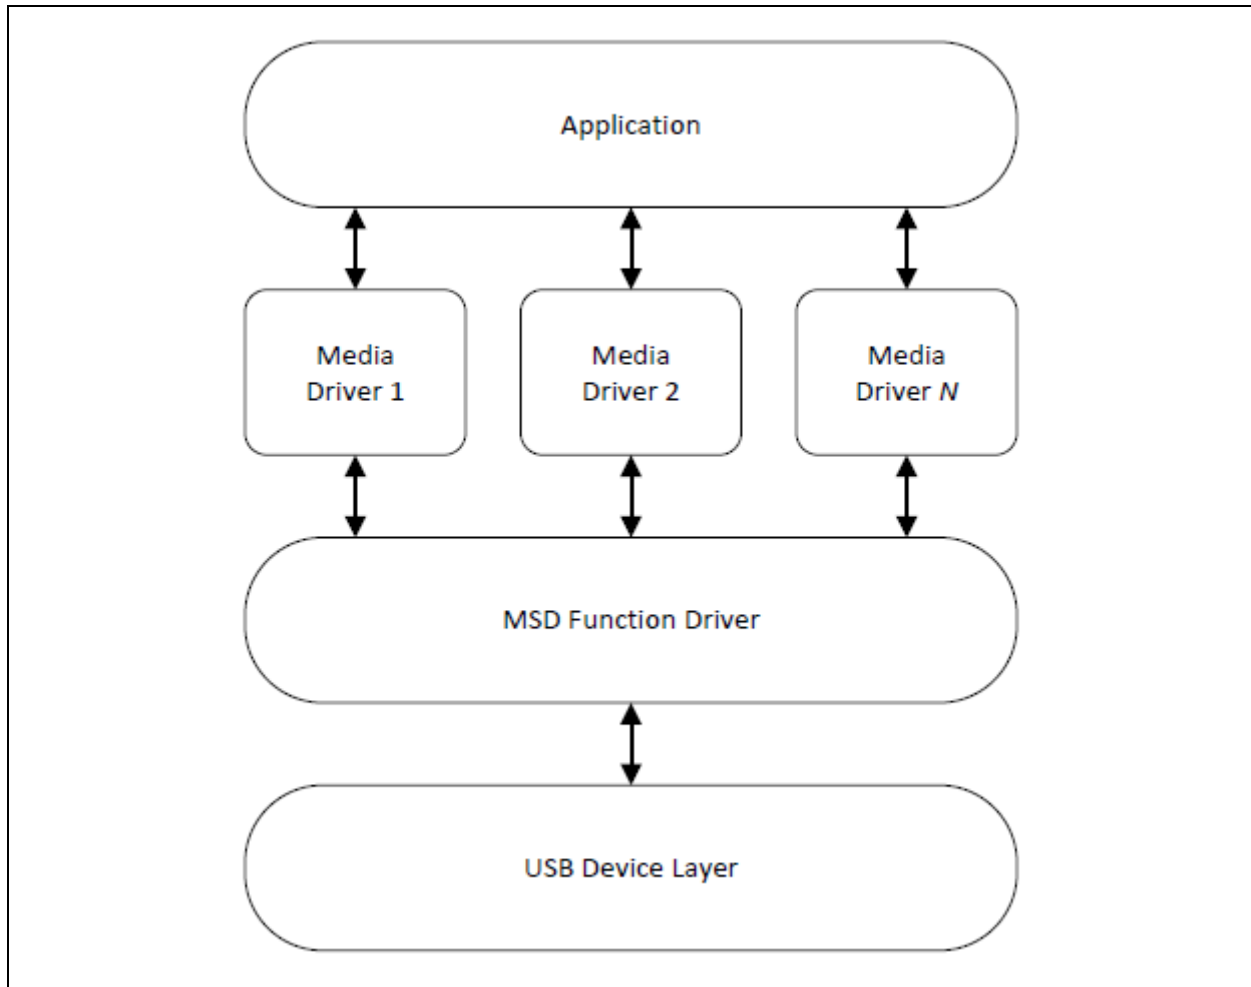 Application
Media
Driver 1
Media
Driver 2
Media
Driver N
MSD Function Driver
USB Device Layer